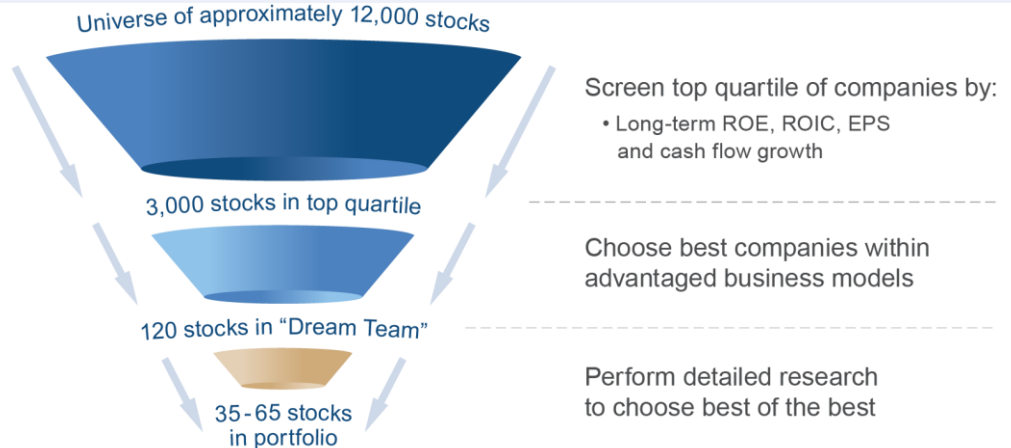 Universe of approximately 12,000 stocks
Screen top quartile of companies by:
• Long-term ROE, ROIC, EPS
and cash flow growth
3,000 stocks in top quartile
Choose best companies within
advantaged business models
120 stocks in “Dream Team”
Perform detailed research
to choose best of the best
35-65 stocks
in portfolio